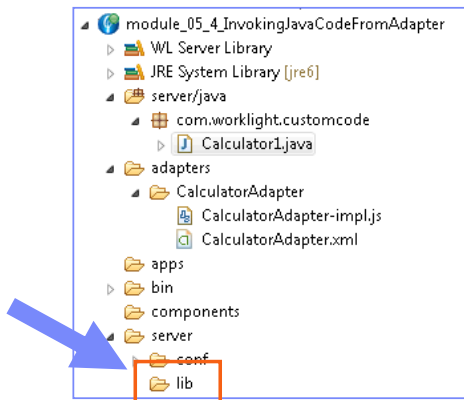 module_05_4_InvokingJavaCodeFromAdapter
WL Server Library
JRE System Library [jre6]
server/java
com.worklight.customcode
Calculator1.java
adapters
CalculatorAdapter
CalculatorAdapter-impl.js
CalculatorAdapter.xml
apps
bin
components
server
conf
lib